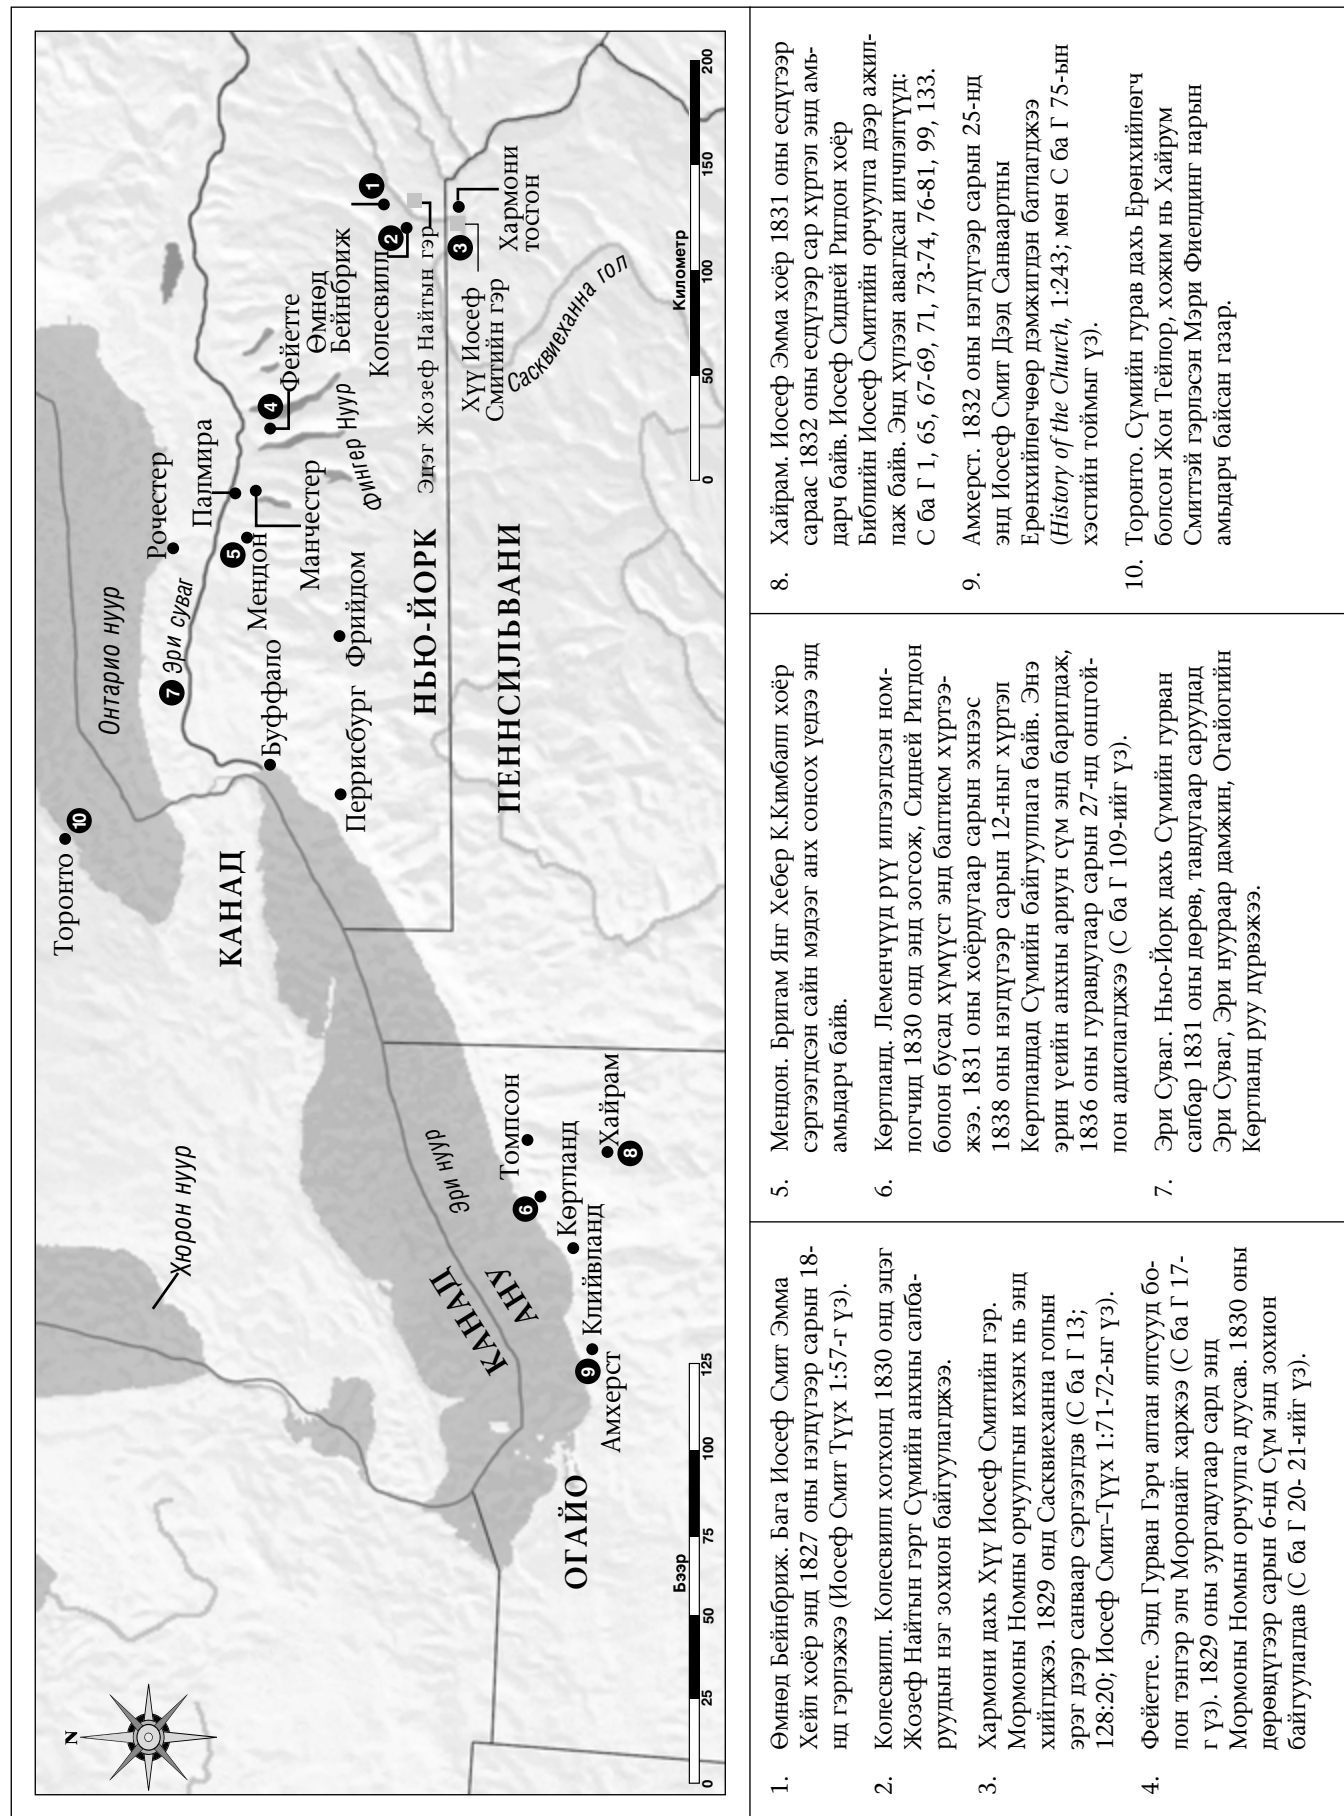 Торонто
10
Онтарио нуур
Хюрон нуур
КАНАД
7
Эри суваг
Рочестер
Палмира
5
Мендон
Манчестер
4
Фейетте
Фингер Нуур
Өмнөд
Бейнбриж
1
Колесвилл
2
Эцэг Жозеф Найтын гэр
3
Хармони
тосгон
Хүү Иосеф
Смитийн гэр
Сасквиеханна гол
Буффало
Перрисбург
Фрийдом
НЬЮ-ЙОРК
ПЕННСИЛЬВАНИ
Эри нуур
КАНАД
АНУ
Томпсон
6
Көртланд
Хайрам
8
Клийвланд
9
Амхерст
ОГАЙО
N
Бээр
0 25 50 75 100 125
Километр
0 50 100 150 200
1. Өмнөд Бейнбриж. Бага Иосеф Смит Эмма
Хейл хоёр энд 1827 оны нэгдүгээр сарын 18-
нд гэрлэжээ (Иосеф Смит Түүх 1:57-г үз).
2. Колесвилл. Колесвилл хотхонд 1830 онд эцэг
Жозеф Найтын гэрт Сүмийн анхны салба-
руудын нэг зохион байгуулагджээ.
3. Хармони дахь Хүү Иосеф Смитийн гэр.
Мормоны Номны орчуулгын ихэнх нь энд
хийгджээ. 1829 онд Сасквиеханна голын
эрэг дээр санваар сэргээгдэв (С ба Г 13;
128:20; Иосеф Смит–Түүх 1:71-72-ыг үз).
4. Фейетте. Энд Гурван Гэрч алтан ялтсууд бо-
лон тэнгэр элч Моронайг харжээ (С ба Г 17-
г үз). 1829 оны зургадугаар сард энд
Мормоны Номын орчуулга дуусав. 1830 оны
дөрөвдүгээр сарын 6-нд Сүм энд зохион
байгуулагдав (С ба Г 20- 21-ийг үз).
5. Мендон. Бригам Янг Хебер К.Кимбалл хоёр
сэргээгдсэн сайн мэдээг анх сонсох үедээ энд
амьдарч байв.
6. Көртланд. Леменчүүд рүү илгээгдсэн ном-
логчид 1830 онд энд зогсож, Сидней Ригдон
болон бусад хүмүүст энд баптисм хүртээ-
жээ. 1831 оны хоёрдугаар сарын эхнээс
1838 оны нэгдүгээр сарын 12-ныг хүртэл
Көртландад Сүмийн байгууллага байв. Энэ
эрин үеийн анхны ариун сүм энд баригдаж,
1836 оны гуравдугаар сарын 27-нд онцгой-
лон адислагджээ (С ба Г 109-ийг үз).
7. Эри Суваг. Нью-Йорк дахь Сүмийн гурван
салбар 1831 оны дөрөв, тавдугаар саруудад
Эри Суваг, Эри нуураар дамжин, Огайогийн
Көртланд руу дүрвэжээ.
8. Хайрам. Иосеф Эмма хоёр 1831 оны есдүгээр
сараас 1832 оны есдүгээр сар хүртэл энд амь-
дарч байв. Иосеф Сидней Ригдон хоёр
Библийн Иосеф Смитийн орчуулга дээр ажил-
лаж байв. Энд хүлээн авагдсан илчлэлтүүд:
С ба Г 1, 65, 67-69, 71, 73-74, 76-81, 99, 133.
9. Амхерст. 1832 оны нэгдүгээр сарын 25-нд
энд Иосеф Смит Дээд Санваартны
Ерөнхийлөгчөөр дэмжигдэн батлагджээ
(History of the Church, 1:243; мөн С ба Г 75-ын
хэсгийн тоймыг үз).
10. Торонто. Сүмийн гурав дахь Ерөнхийлөгч
болсон Жон Тейлор, хожим нь Хайрум
Смиттэй гэрлэсэн Мэри Фиелдинг нарын
амьдарч байсан газар.